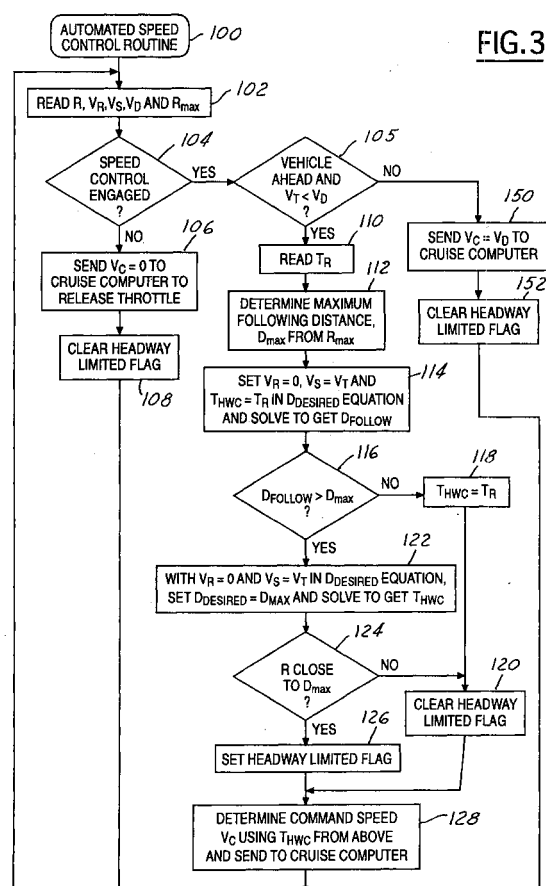 FIG.3
AUTOMATED SPEED
CONTROL ROUTINE
100
READ R, VR,VS,VD AND Rmax
102
SPEED
CONTROL
ENGAGED
?
104
YES
NO
VEHICLE
AHEAD AND
VT < VD
?
105
NO
YES
SEND VC = 0 TO
CRUISE COMPUTER TO
RELEASE THROTTLE
106
CLEAR HEADWAY
LIMITED FLAG
108
READ TR
110
DETERMINE MAXIMUM
FOLLOWING DISTANCE,
Dmax FROM Rmax
112
SEND VC = VD TO
CRUISE COMPUTER
150
CLEAR HEADWAY
LIMITED FLAG
152
SET VR = 0, VS = VT AND
THWC = TR IN DDESIRED EQUATION
AND SOLVE TO GET DFOLLOW
114
DFOLLOW > Dmax
?
116
NO
YES
THWC = TR
118
WITH VR = 0 AND VS = VT IN DDESIRED EQUATION,
SET DDESIRED = DMAX AND SOLVE TO GET THWC
122
R CLOSE
TO Dmax
?
124
NO
YES
CLEAR HEADWAY
LIMITED FLAG
120
SET HEADWAY LIMITED FLAG
126
DETERMINE COMMAND SPEED
VC USING THWC FROM ABOVE
AND SEND TO CRUISE COMPUTER
128